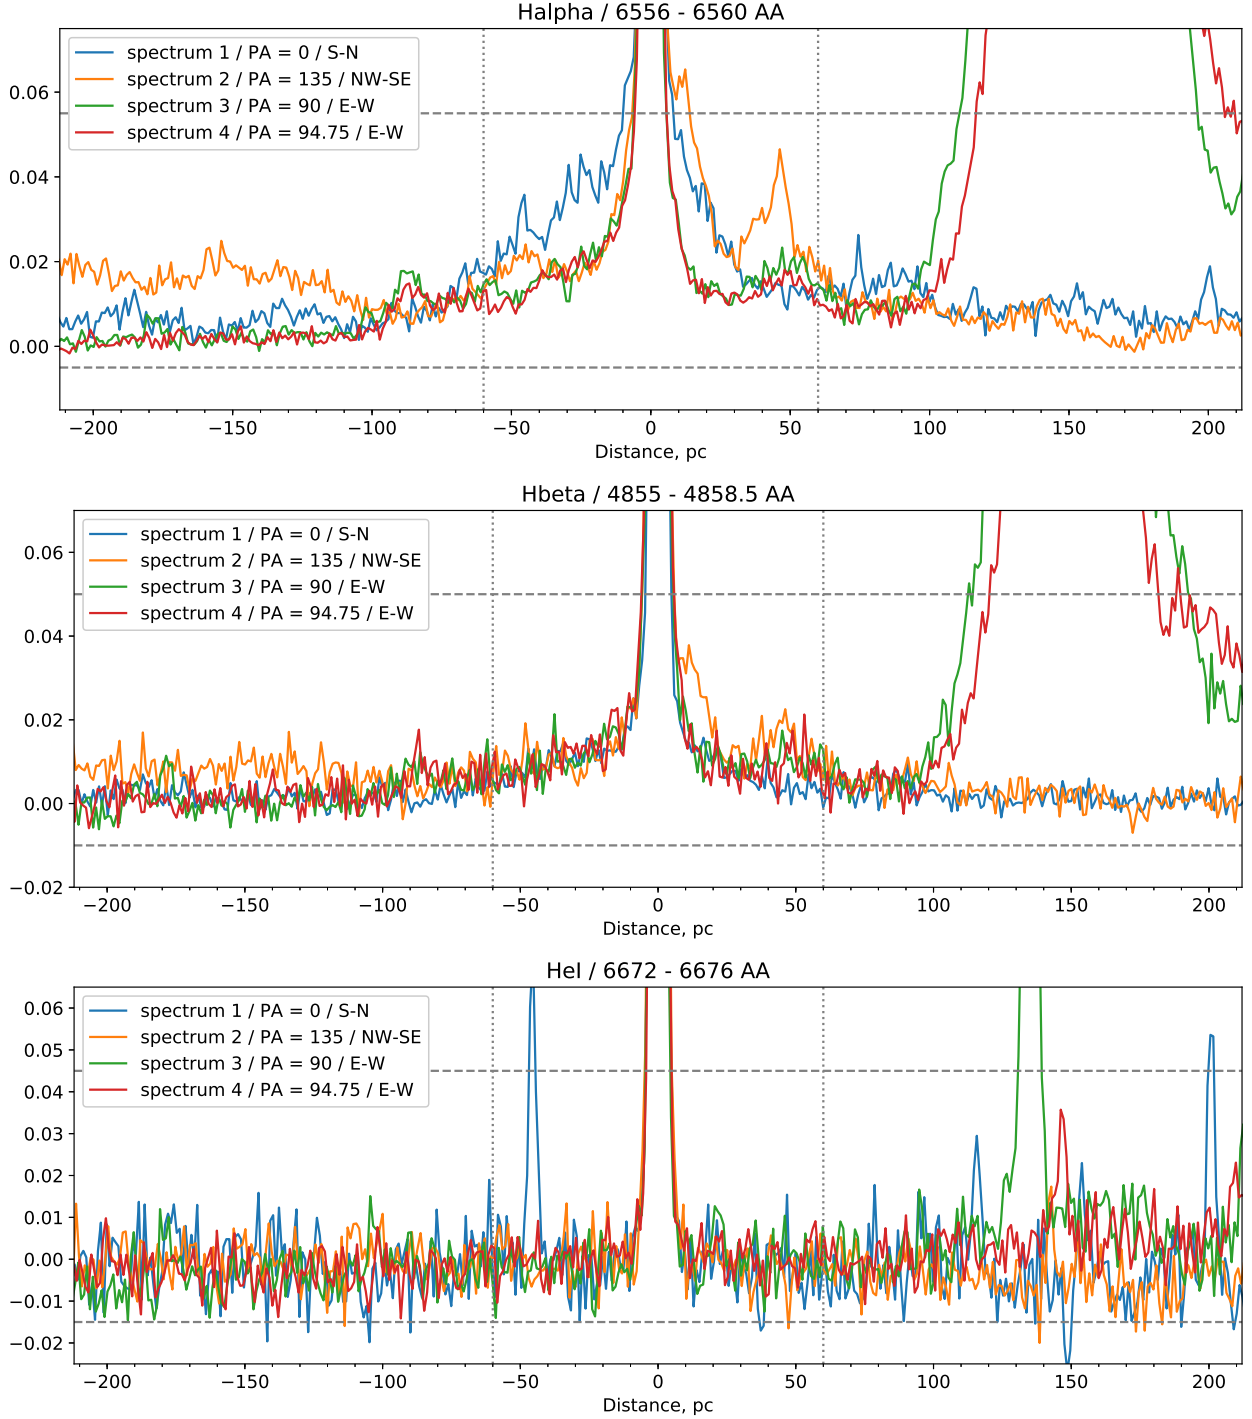 Halpha / 6556 - 6560 AA
spectrum 1 / PA = 0 / S-N
spectrum 2 / PA = 135 / NW-SE
spectrum 3 / PA = 90 / E-W
spectrum 4 / PA = 94.75 / E-W
0.06
0.04
0.02
0.00
−200 −150 −100 −50 0 50 100 150 200
Distance, pc
Hbeta / 4855 - 4858.5 AA
spectrum 1 / PA = 0 / S-N
spectrum 2 / PA = 135 / NW-SE
spectrum 3 / PA = 90 / E-W
spectrum 4 / PA = 94.75 / E-W
0.06
0.04
0.02
0.00
−0.02
−200 −150 −100 −50 0 50 100 150 200
Distance, pc
HeI / 6672 - 6676 AA
spectrum 1 / PA = 0 / S-N
spectrum 2 / PA = 135 / NW-SE
spectrum 3 / PA = 90 / E-W
spectrum 4 / PA = 94.75 / E-W
0.06
0.05
0.04
0.03
0.02
0.01
0.00
−0.01
−0.02
−200 −150 −100 −50 0 50 100 150 200
Distance, pc